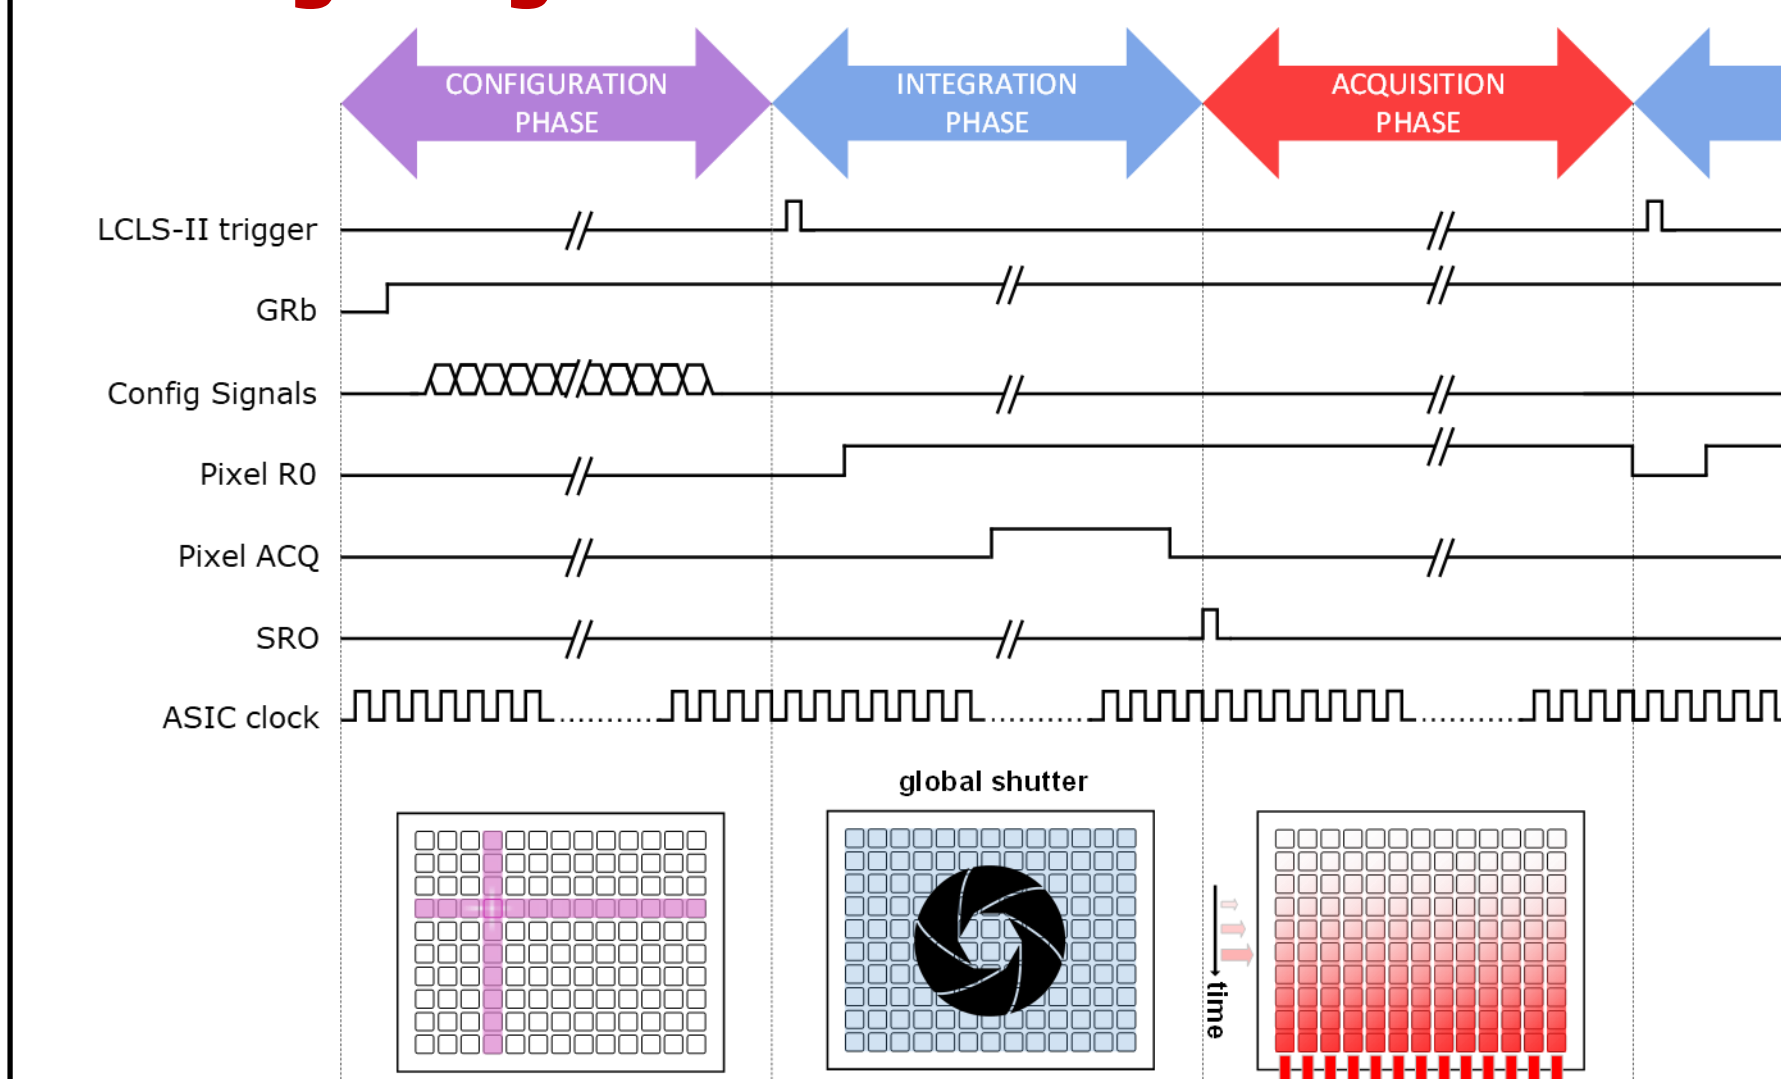 CONFIGURATION
PHASE
INTEGRATION
PHASE
ACQUISITION
PHASE
LCLS-II trigger
GRb
Config Signals
Pixel R0
Pixel ACQ
SRO
ASIC clock
global shutter
time